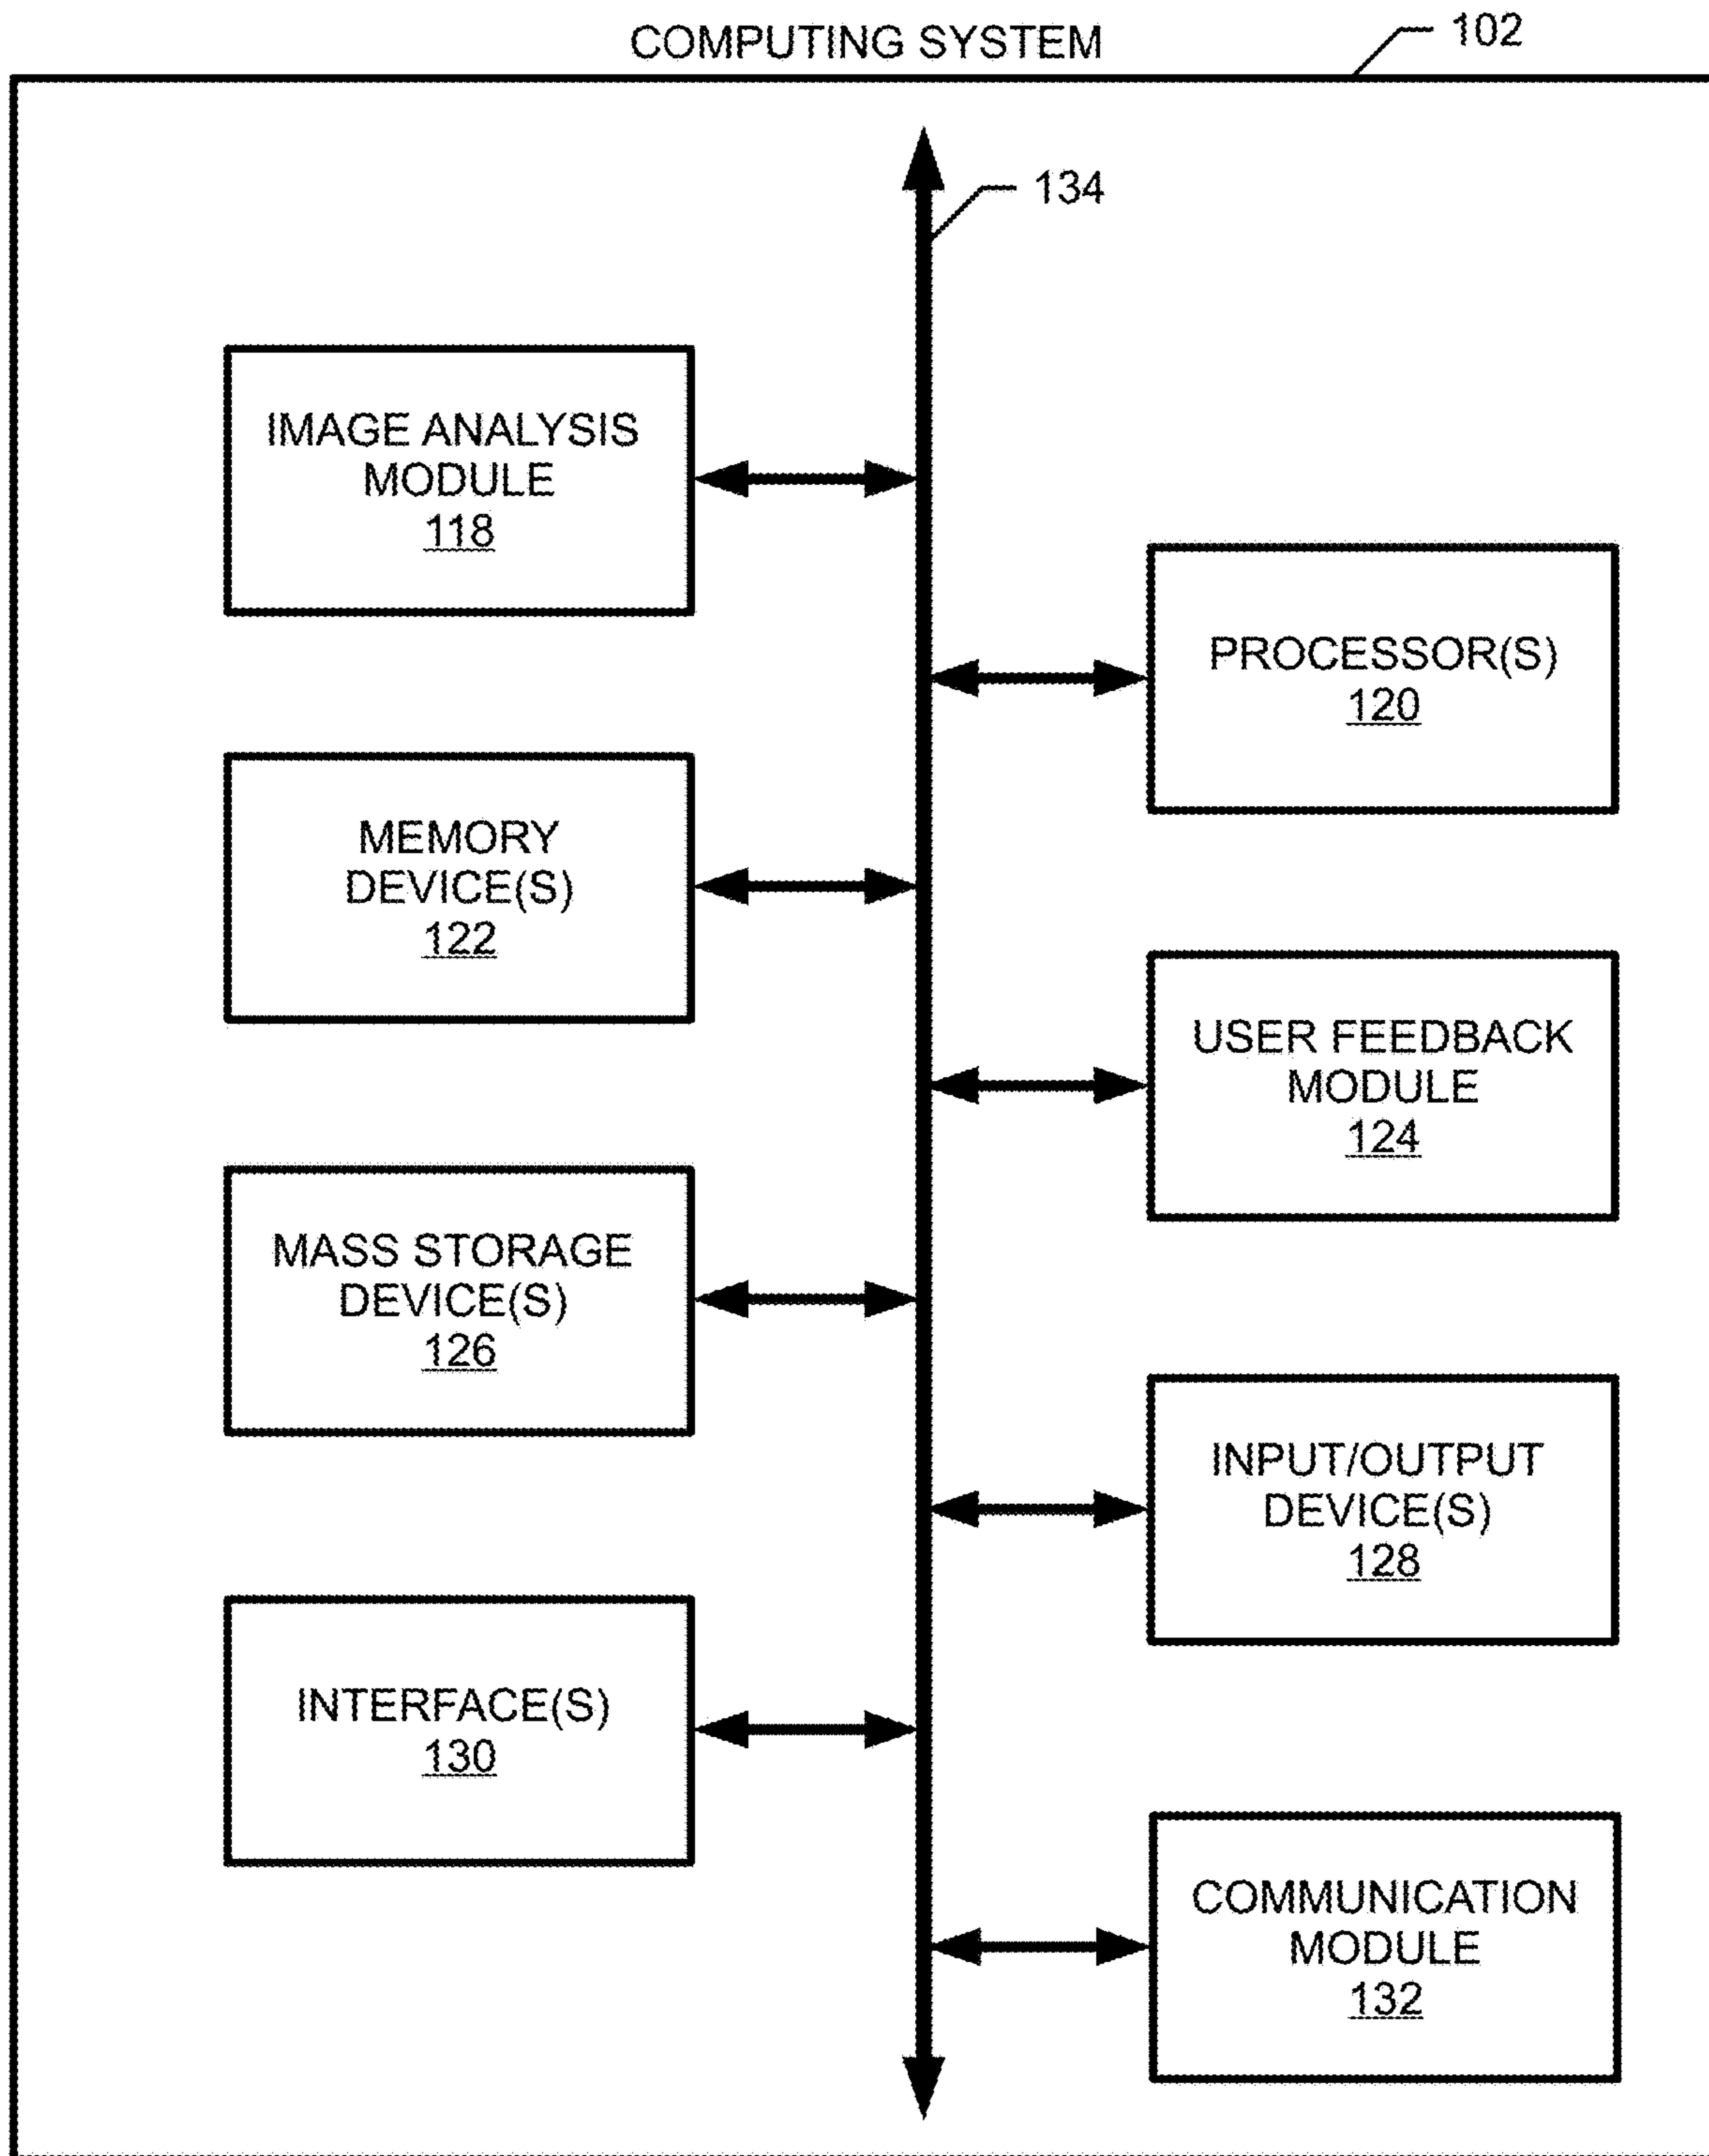 COMPUTING SYSTEM
102
134
IMAGE ANALYSIS
MODULE
118
PROCESSOR(S)
120
MEMORY
DEVICE(S)
122
USER FEEDBACK
MODULE
124
MASS STORAGE
DEVICE(S)
126
INPUT/OUTPUT
DEVICE(S)
128
INTERFACE(S)
130
COMMUNICATION
MODULE
132